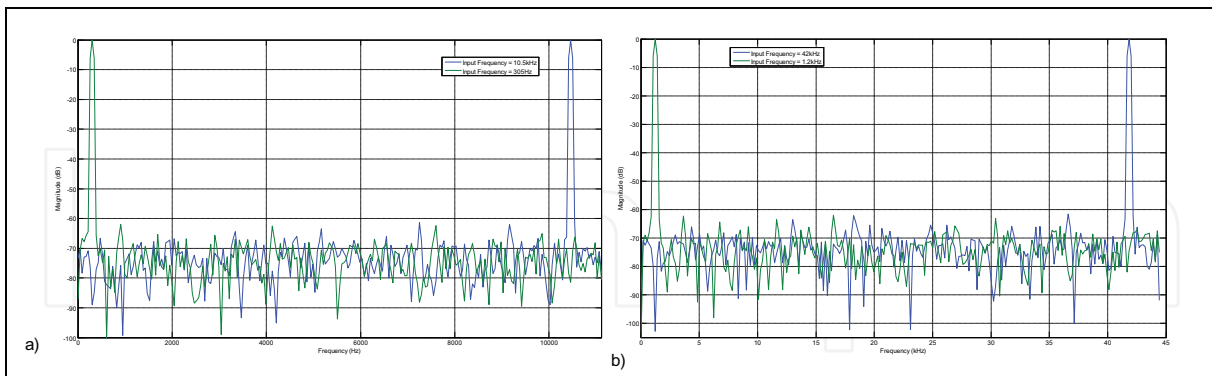 0
-10
-20
-30
-40
-50
-60
-70
-80
-90
-100
Magnitude (dB)
Input Frequency = 10.5kHz
Input Frequency = 305Hz
0 2000 4000 6000 8000 10000
Frequency (Hz)
a)
0
-10
-20
-30
-40
-50
-60
-70
-80
-90
-100
Magnitude (dB)
Input Frequency = 42kHz
Input Frequency = 1.2kHz
0 5 10 15 20 25 30 35 40 45
Frequency (kHz)
b)